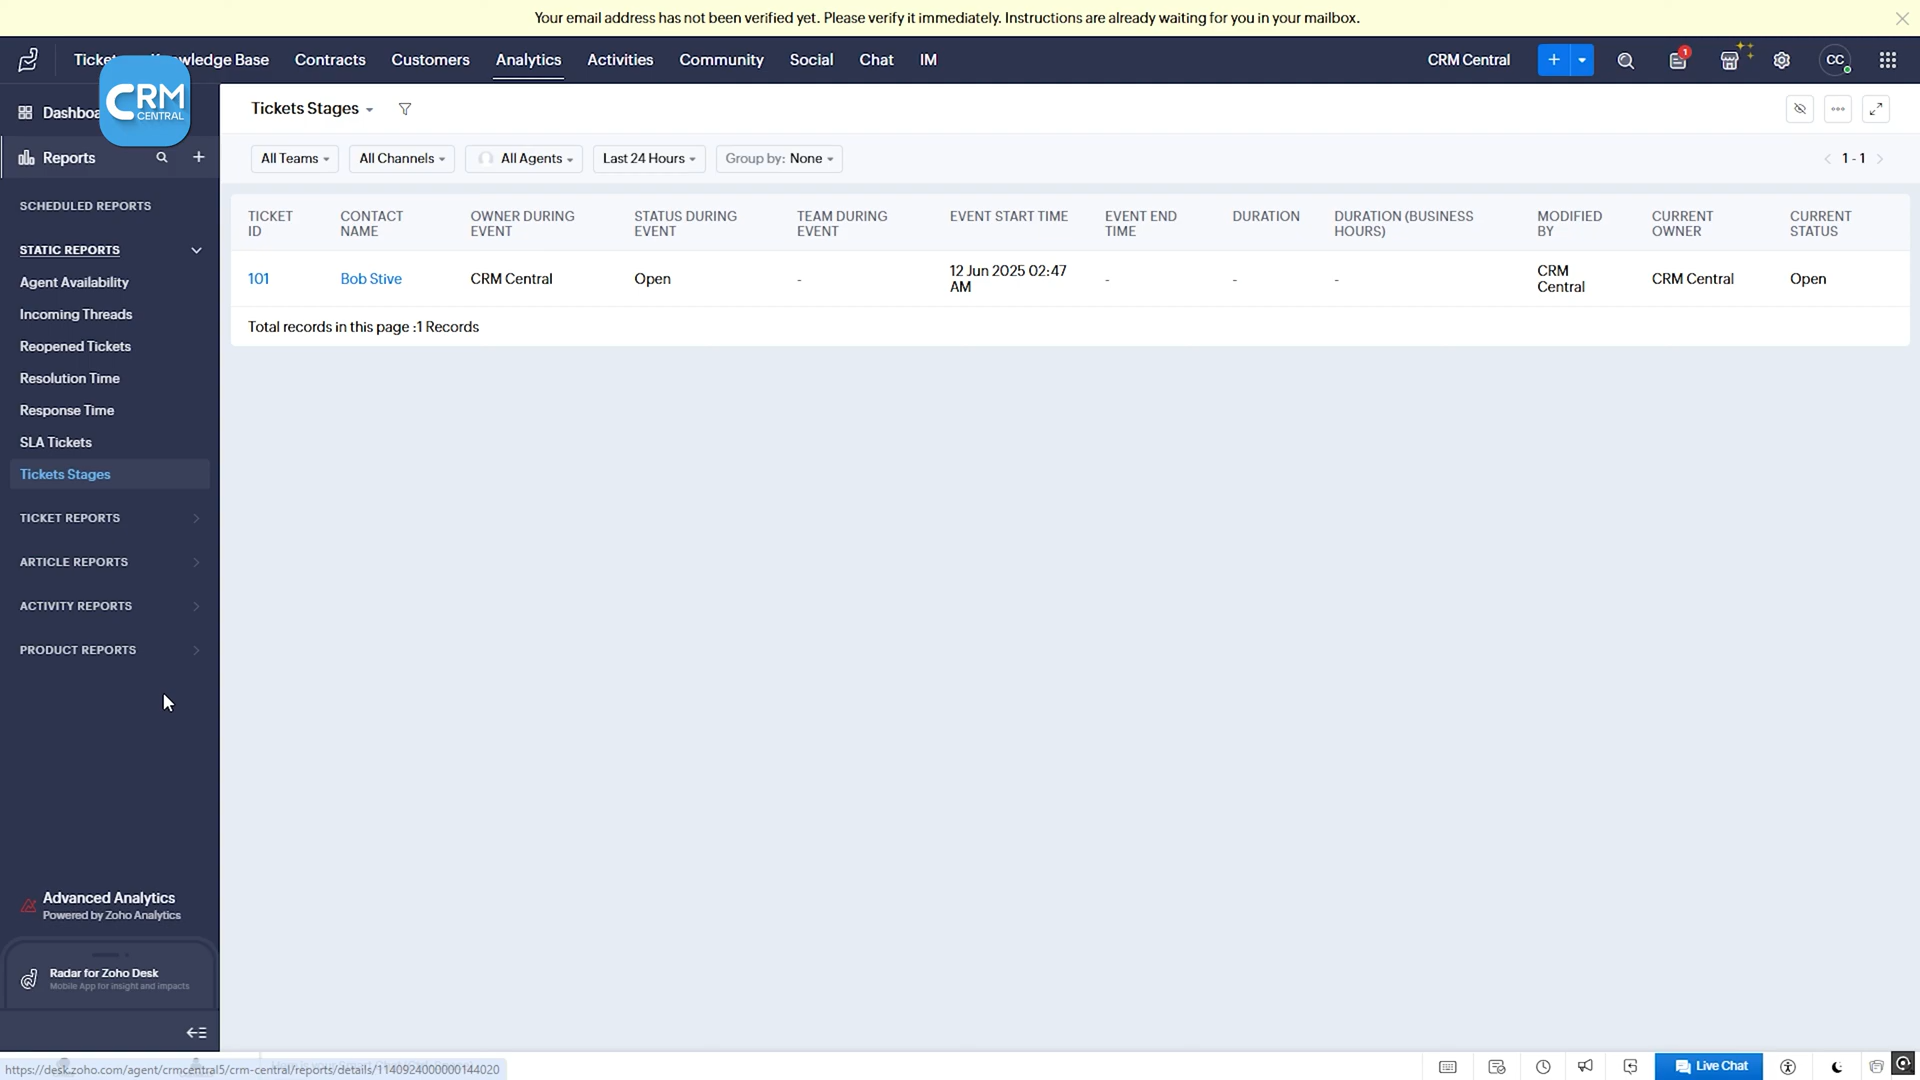 Your email address has not been verified yet. Please verify it immediately. Instructions are already waiting for you in your mailbox.
Contracts Customers Analytics Activities Community Social Chat IM CRM Central 1 CC
CRM
CENTRAL
Tickets Stages
Reports
All Teams All Channels All Agents Last 24 Hours Group by: None 1 - 1
SCHEDULED REPORTS
STATIC REPORTS
Agent Availability
Incoming Threads
Reopened Tickets
Resolution Time
Response Time
SLA Tickets
Tickets Stages
TICKET REPORTS
ARTICLE REPORTS
ACTIVITY REPORTS
PRODUCT REPORTS
TICKET ID CONTACT NAME OWNER DURING EVENT STATUS DURING EVENT TEAM DURING EVENT EVENT START TIME EVENT END TIME DURATION DURATION (BUSINESS HOURS) MODIFIED BY CURRENT OWNER CURRENT STATUS
101 Bob Stive CRM Central Open - 12 Jun 2025 02:47 AM - - - CRM Central CRM Central Open
Total records in this page :1 Records
Advanced Analytics
Powered by Zoho Analytics
Radar for Zoho Desk
Mobile App for insight and impacts
https://desk.zoho.com/agent/crmcentral5/crm-central/reports/details/1140924000000144020
Live Chat